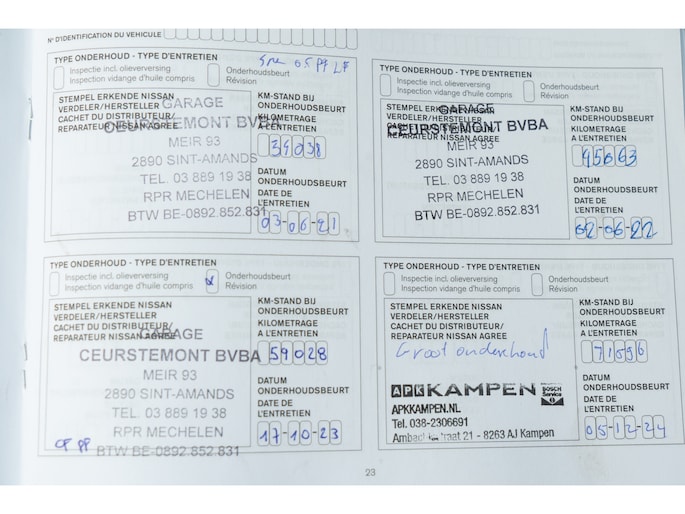 N° D'IDENTIFICATION DU VEHICULE
TYPE ONDERHOUD - TYPE D'ENTRETIEN
Inspectie incl. olieverversing
Inspection vidange d'huile compris
Onderhoudsbeurt
Révision
STEMPEL ERKENDE NISSAN
VERDELER/HERSTELLER
CACHET DU DISTRIBUTEUR/
REPARATEUR NISSAN AGREE
GARAGE
CEURSTEMONT BVBA
MEIR 93
2890 SINT-AMANDS
TEL. 03 889 19 38
RPR MECHELEN
BTW BE-0892.852.831
KM-STAND BIJ
ONDERHOUDSBEURT
KILOMETRAGE
A L'ENTRETIEN
34038
DATUM
ONDERHOUDSBEURT
DATE DE
L'ENTRETIEN
03-06-21
TYPE ONDERHOUD - TYPE D'ENTRETIEN
Inspectie incl. olieverversing
Inspection vidange d'huile compris
Onderhoudsbeurt
Révision
STEMPEL ERKENDE NISSAN
VERDELER/HERSTELLER
CACHET DU DISTRIBUTEUR/
REPARATEUR NISSAN AGREE
GARAGE
CEURSTEMONT BVBA
MEIR 93
2890 SINT-AMANDS
TEL. 03 889 19 38
RPR MECHELEN
BTW BE-0892.852.831
KM-STAND BIJ
ONDERHOUDSBEURT
KILOMETRAGE
A L'ENTRETIEN
45063
DATUM
ONDERHOUDSBEURT
DATE DE
L'ENTRETIEN
02-06-22
TYPE ONDERHOUD - TYPE D'ENTRETIEN
Inspectie incl. olieverversing
Inspection vidange d'huile compris
Onderhoudsbeurt
Révision
STEMPEL ERKENDE NISSAN
VERDELER/HERSTELLER
CACHET DU DISTRIBUTEUR/
REPARATEUR NISSAN AGREE
GARAGE
CEURSTEMONT BVBA
MEIR 93
2890 SINT-AMANDS
TEL. 03 889 19 38
RPR MECHELEN
BTW BE-0892.852.831
KM-STAND BIJ
ONDERHOUDSBEURT
KILOMETRAGE
A L'ENTRETIEN
59028
DATUM
ONDERHOUDSBEURT
DATE DE
L'ENTRETIEN
17-10-23
TYPE ONDERHOUD - TYPE D'ENTRETIEN
Inspectie incl. olieverversing
Inspection vidange d'huile compris
Onderhoudsbeurt
Révision
STEMPEL ERKENDE NISSAN
VERDELER/HERSTELLER
CACHET DU DISTRIBUTEUR/
REPARATEUR NISSAN AGREE
Groot onderhoud
APK KAMPEN BOSCH Service
APKKAMPEN.NL
Tel. 038-2306691
21 - 8263 AJ Kampen
KM-STAND BIJ
ONDERHOUDSBEURT
KILOMETRAGE
A L'ENTRETIEN
71596
DATUM
ONDERHOUDSBEURT
DATE DE
L'ENTRETIEN
05-12-24
23